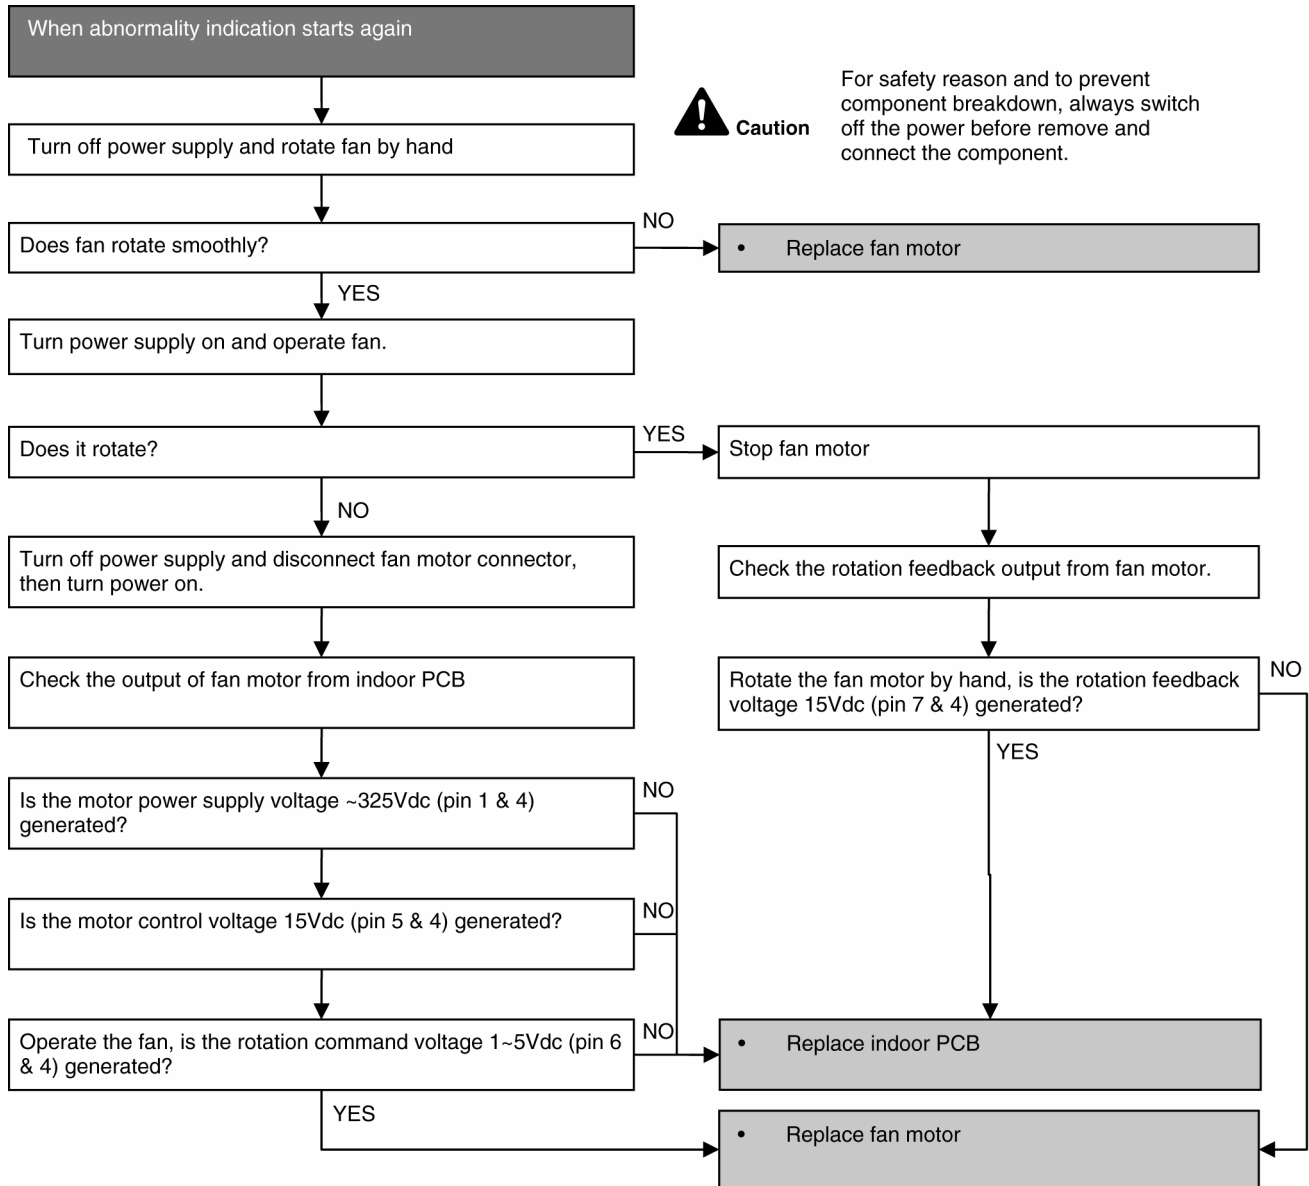 When abnormality indication starts again
For safety reason and to prevent
component breakdown, always switch
off the power before remove and
connect the component.
Caution
Turn off power supply and rotate fan by hand
Does fan rotate smoothly?
NO
• Replace fan motor
YES
Turn power supply on and operate fan.
Does it rotate?
YES
Stop fan motor
NO
Turn off power supply and disconnect fan motor connector,
then turn power on.
Check the rotation feedback output from fan motor.
Check the output of fan motor from indoor PCB
Rotate the fan motor by hand, is the rotation feedback
voltage 15Vdc (pin 7 & 4) generated?
NO
YES
Is the motor power supply voltage ~325Vdc (pin 1 & 4)
generated?
NO
Is the motor control voltage 15Vdc (pin 5 & 4) generated?
NO
Operate the fan, is the rotation command voltage 1~5Vdc (pin 6
& 4) generated?
NO
• Replace indoor PCB
YES
• Replace fan motor